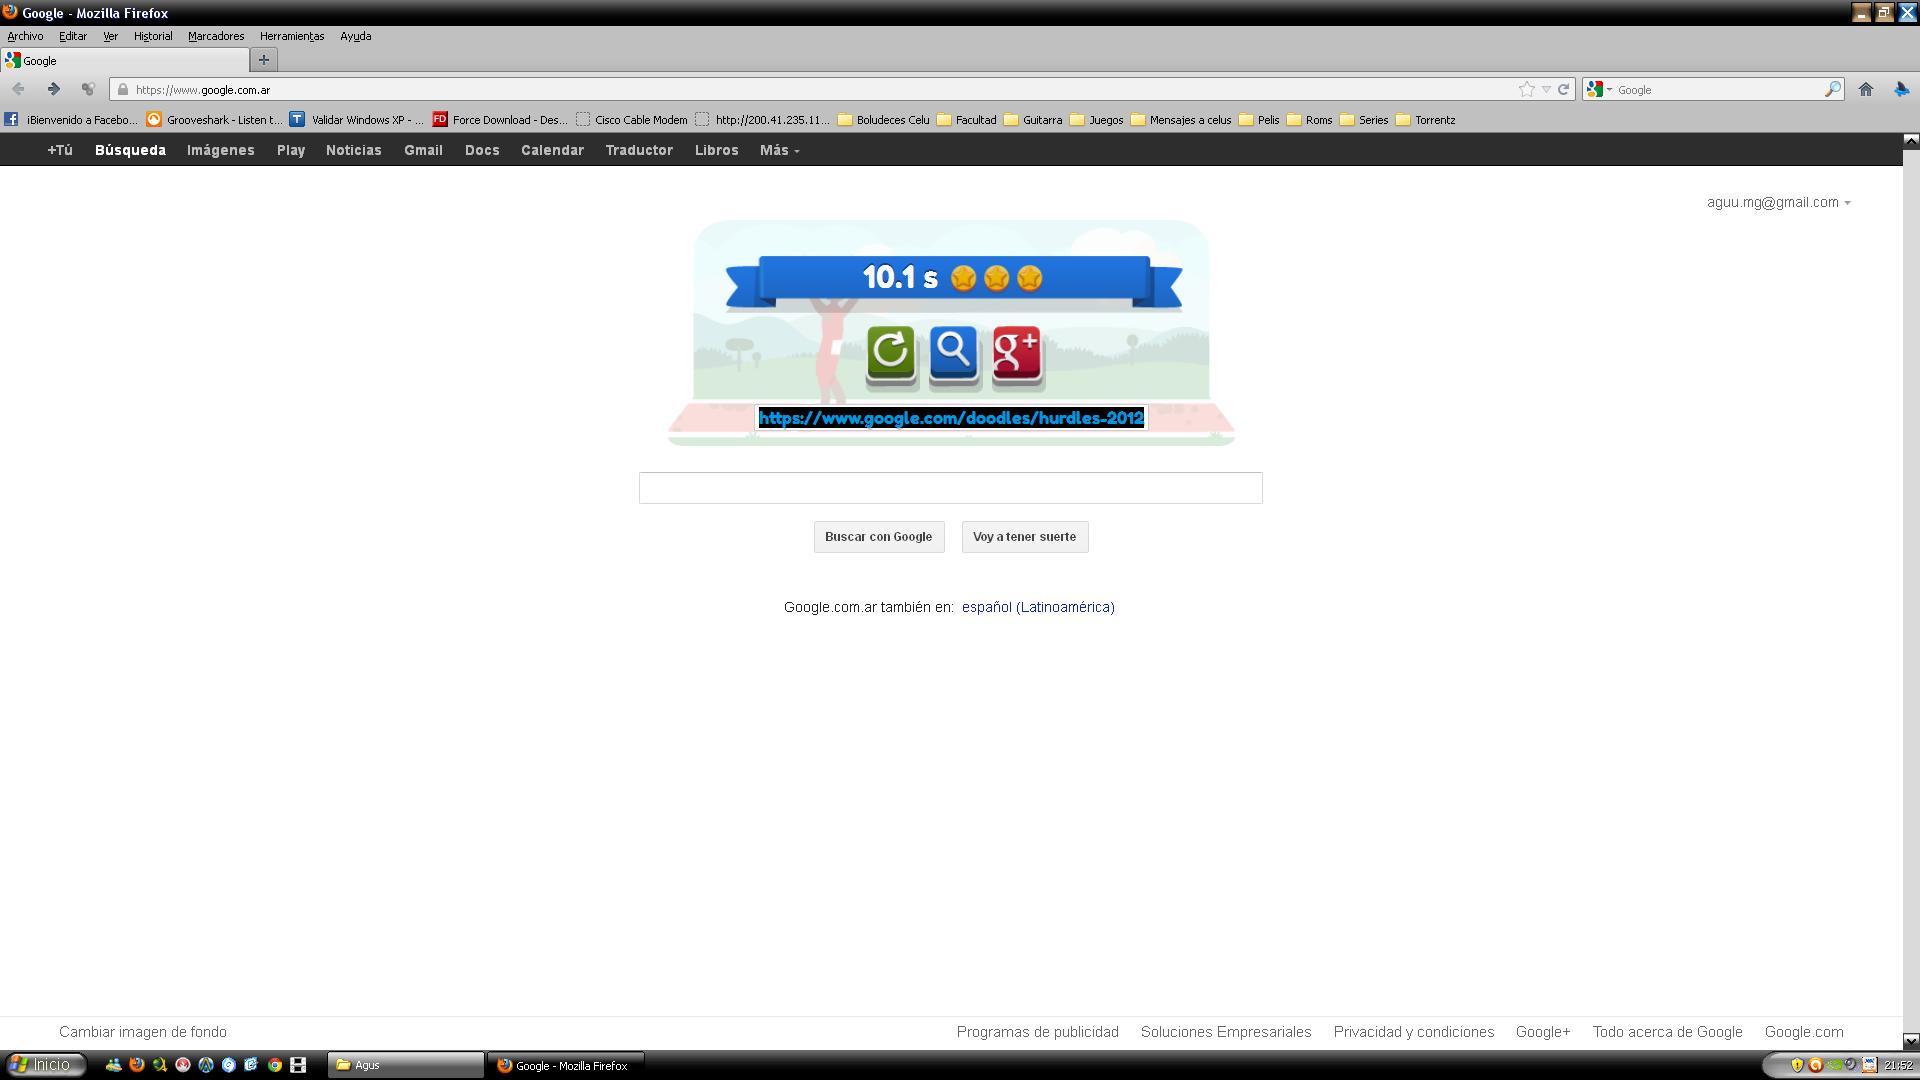 Google - Mozilla Firefox
Archivo Editar Ver Historial Marcadores Herramientas Ayuda
Google
https://www.google.com.ar Google
¡Bienvenido a Facebo... Grooveshark - Listen t... Validar Windows XP - ... FD Force Download - Des... Cisco Cable Modem http://200.41.235.11... Boludeces Celu Facultad Guitarra Juegos Mensajes a celus Pelis Roms Series Torrentz
+Tú Búsqueda Imágenes Play Noticias Gmail Docs Calendar Traductor Libros Más
aguu.mg@gmail.com
10.1 s
g+
https://www.google.com/doodles/hurdles-2012
Buscar con Google Voy a tener suerte
Google.com.ar también en: español (Latinoamérica)
Cambiar imagen de fondo Programas de publicidad Soluciones Empresariales Privacidad y condiciones Google+ Todo acerca de Google Google.com
Inicio Agus Google - Mozilla Firefox 21:52